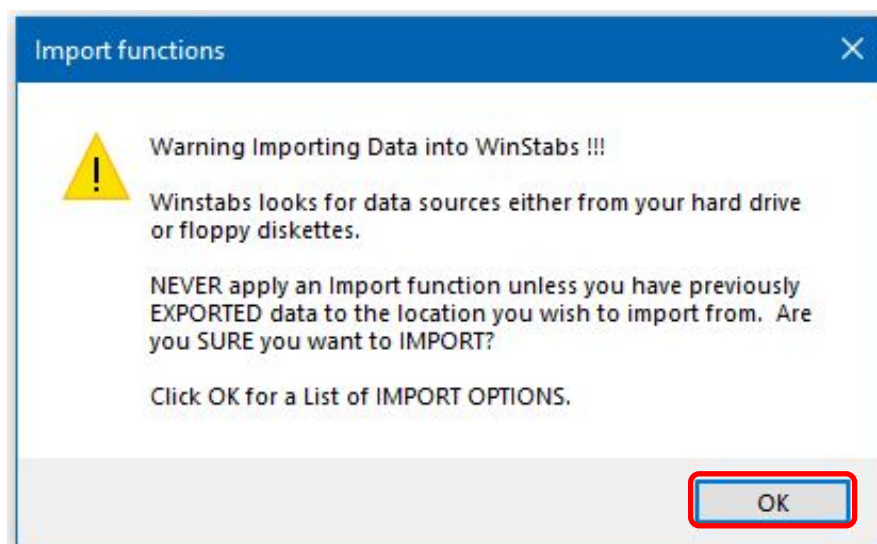 Import functions
Warning Importing Data into WinStabs !!!
Winstabs looks for data sources either from your hard drive
or floppy diskettes.
NEVER apply an Import function unless you have previously
EXPORTED data to the location you wish to import from.  Are
you SURE you want to IMPORT?
Click OK for a List of IMPORT OPTIONS.
OK